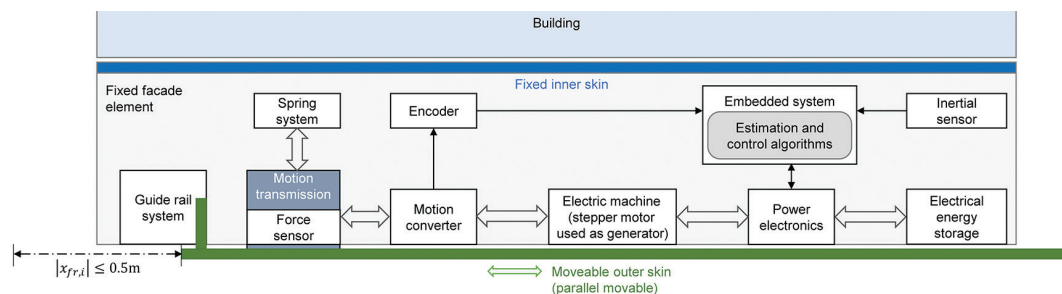 Building
Fixed inner skin
Fixed facade
element
Spring
system
Encoder
Embedded system
Estimation and
control algorithms
Inertial
sensor
Guide rail
system
Motion
transmission
Force
sensor
Motion
converter
Electric machine
(stepper motor
used as generator)
Power
electronics
Electrical
energy
storage
|x_{fr,i}| ≤ 0.5m
Moveable outer skin
(parallel movable)